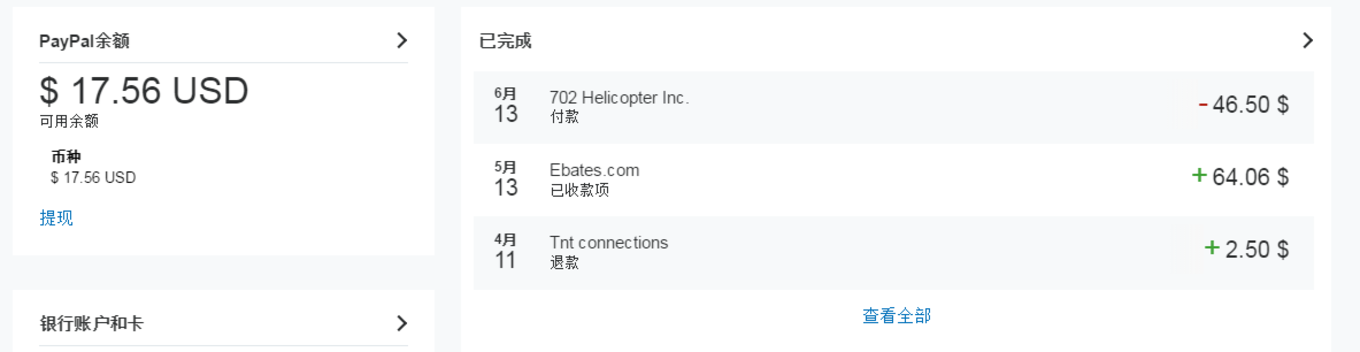 PayPal余额
$ 17.56 USD
可用余额
币种
$ 17.56 USD
提现
银行账户和卡
已完成
6月
13
702 Helicopter Inc.
付款
- 46.50 $
5月
13
Ebates.com
已收款项
+ 64.06 $
4月
11
Tnt connections
退款
+ 2.50 $
查看全部